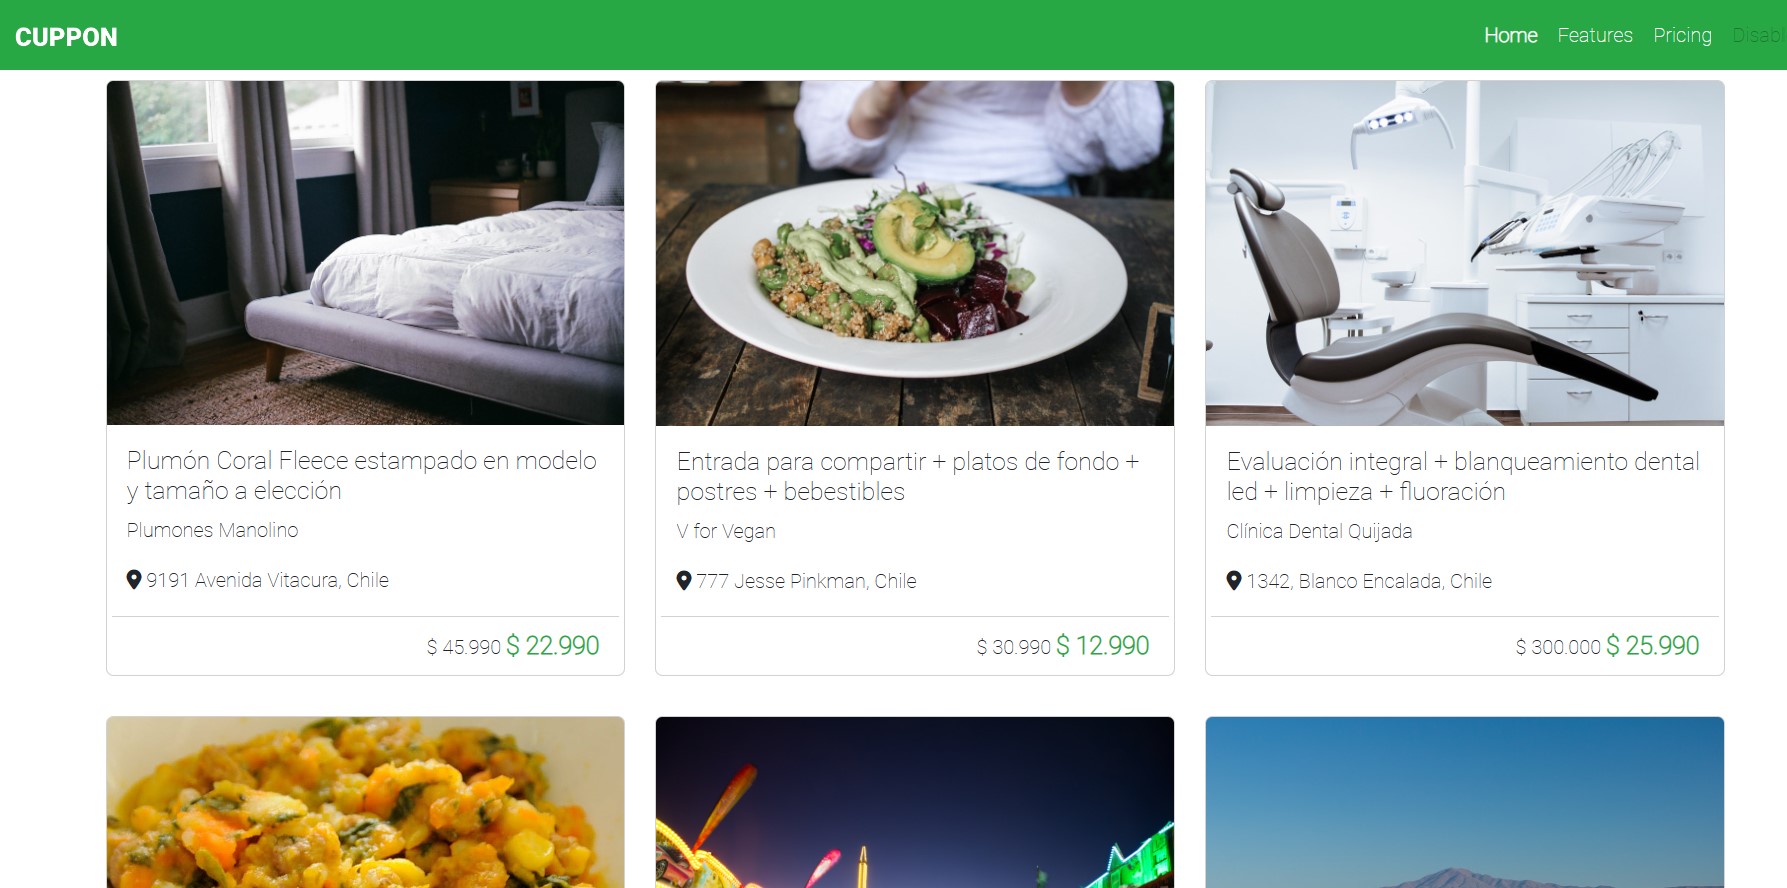 CUPPON
Home Features Pricing
Plumón Coral Fleece estampado en modelo
y tamaño a elección
Plumones Manolino
9191 Avenida Vitacura, Chile
$ 45.990 $ 22.990
Entrada para compartir + platos de fondo +
postres + bebestibles
V for Vegan
777 Jesse Pinkman, Chile
$ 30.990 $ 12.990
Evaluación integral + blanqueamiento dental
led + limpieza + fluoración
Clínica Dental Quijada
1342, Blanco Encalada, Chile
$ 300.000 $ 25.990